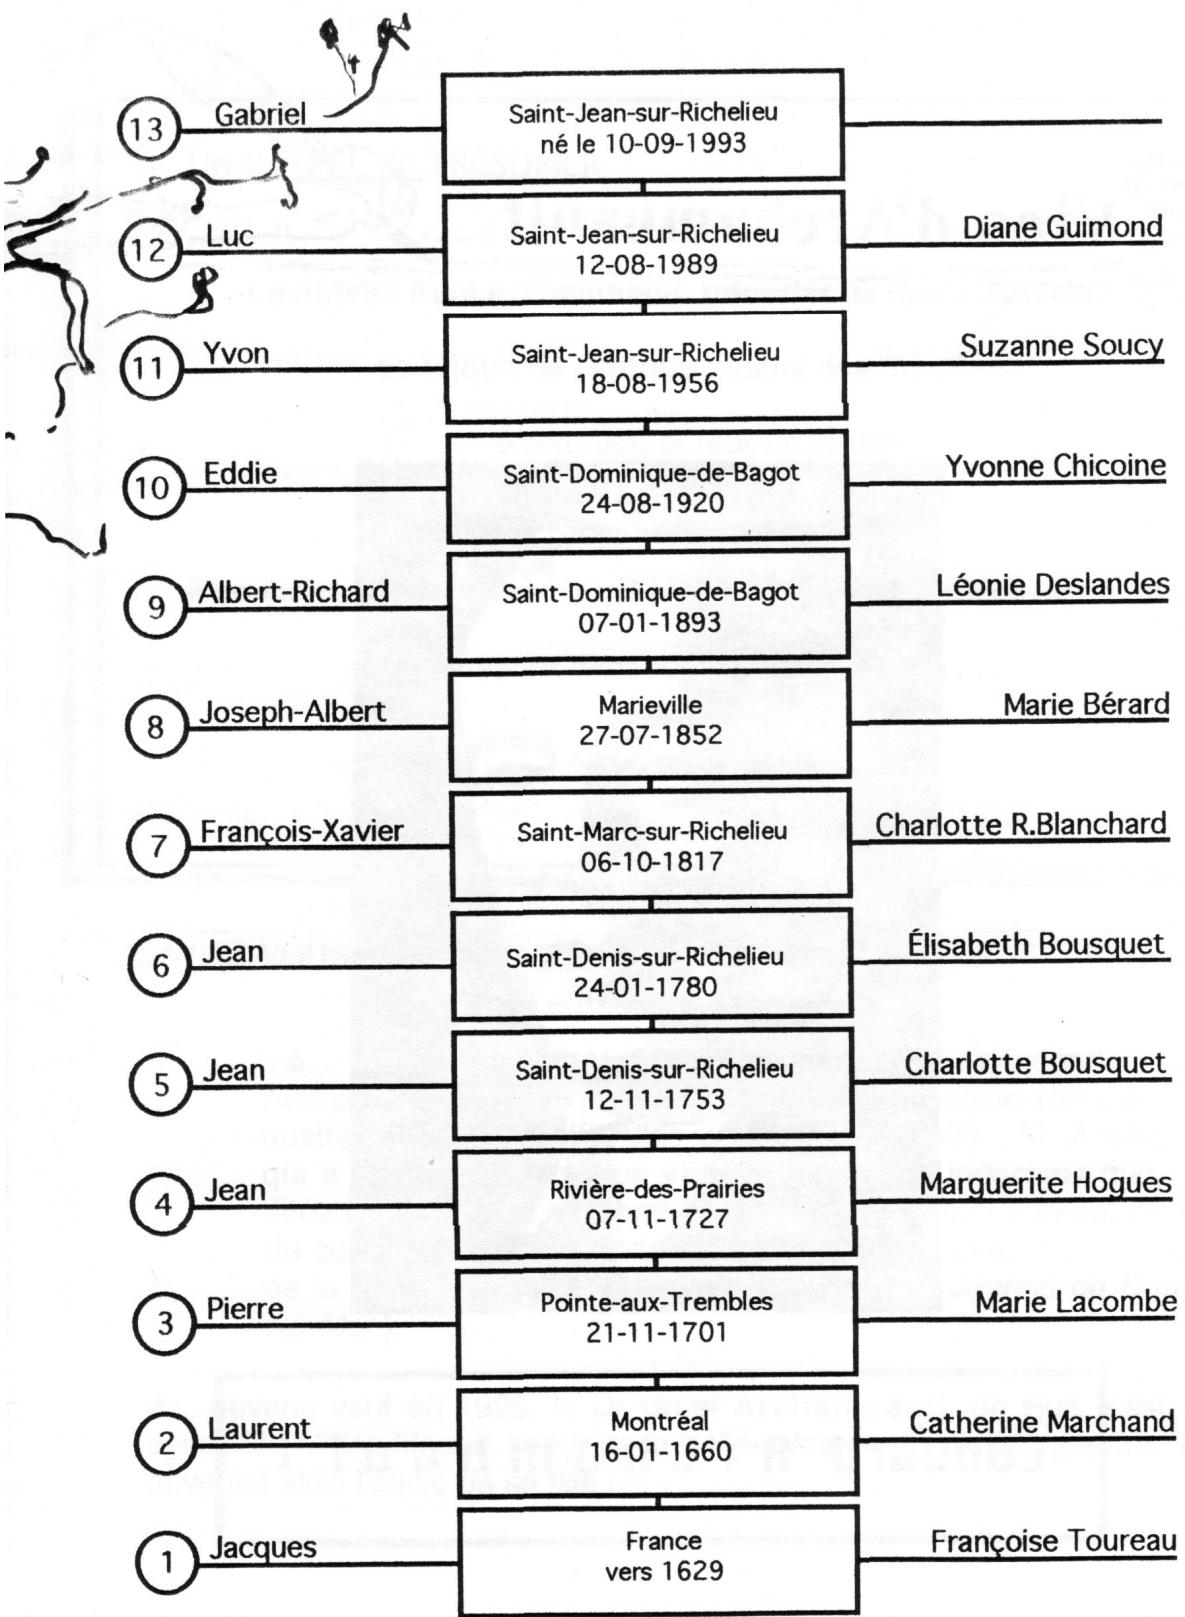 13 Gabriel Saint-Jean-sur-Richelieu
né le 10-09-1993
12 Luc Saint-Jean-sur-Richelieu Diane Guimond
12-08-1989
11 Yvon Saint-Jean-sur-Richelieu Suzanne Soucy
18-08-1956
10 Eddie Saint-Dominique-de-Bagot Yvonne Chicoine
24-08-1920
9 Albert-Richard Saint-Dominique-de-Bagot Léonie Deslandes
07-01-1893
8 Joseph-Albert Marieville Marie Bérard
27-07-1852
7 François-Xavier Saint-Marc-sur-Richelieu Charlotte R.Blanchard
06-10-1817
6 Jean Saint-Denis-sur-Richelieu Élisabeth Bousquet
24-01-1780
5 Jean Saint-Denis-sur-Richelieu Charlotte Bousquet
12-11-1753
4 Jean Rivière-des-Prairies Marguerite Hogues
07-11-1727
3 Pierre Pointe-aux-Trembles Marie Lacombe
21-11-1701
2 Laurent Montréal Catherine Marchand
16-01-1660
1 Jacques France Françoise Toureau
vers 1629